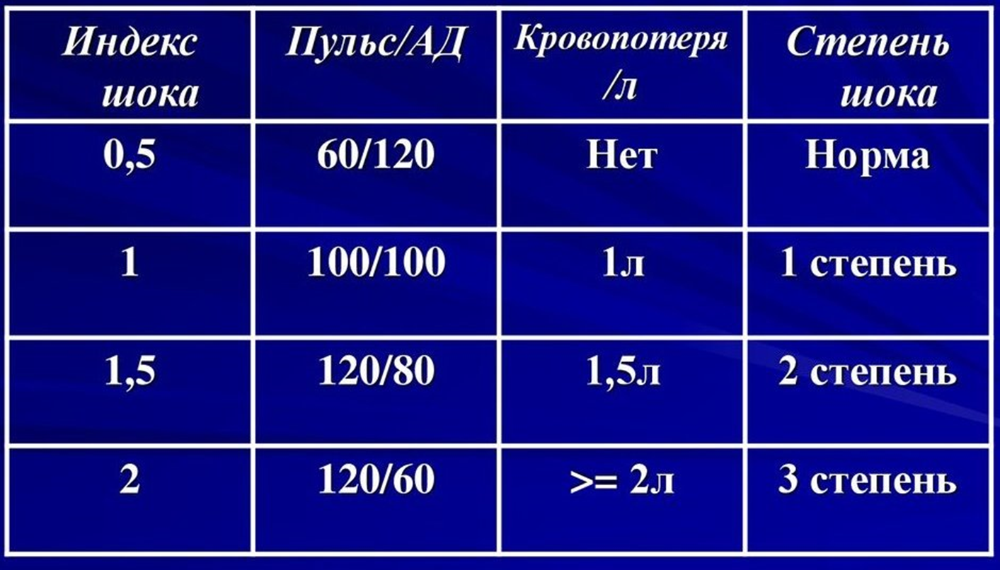 Индекс шока
Пульс/АД
Кровопотеря /л
Степень шока
0,5
60/120
Нет
Норма
1
100/100
1л
1 степень
1,5
120/80
1,5л
2 степень
2
120/60
>= 2л
3 степень